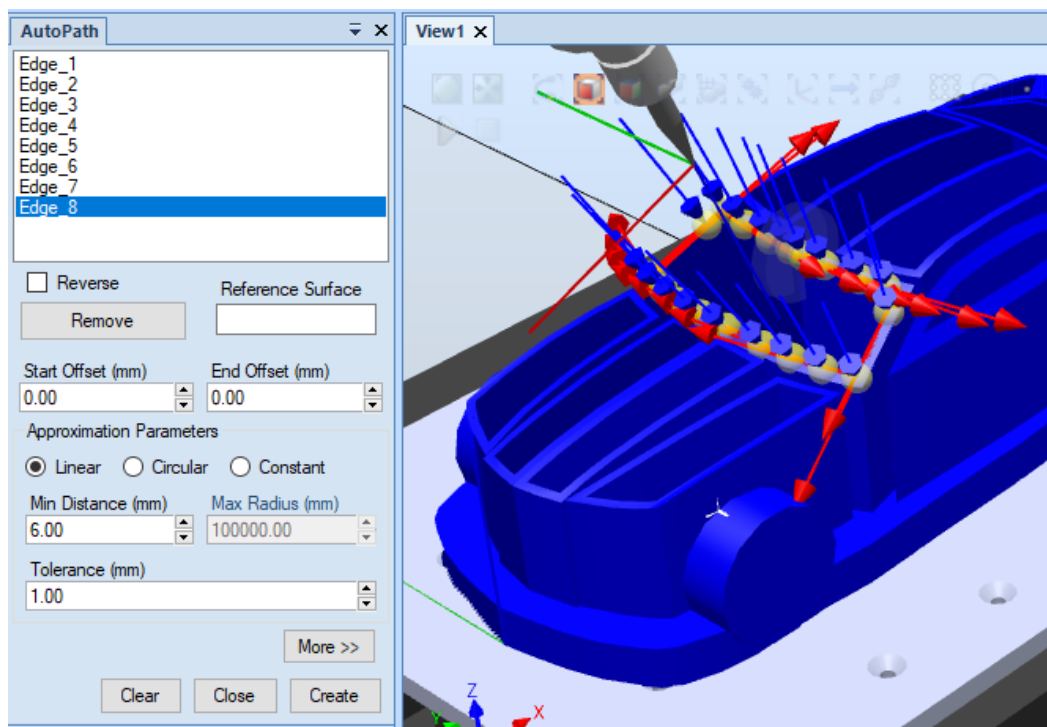 AutoPath
View1
Edge_1
Edge_2
Edge_3
Edge_4
Edge_5
Edge_6
Edge_7
Edge_8
Reverse
Reference Surface
Remove
Start Offset (mm)
End Offset (mm)
0.00
0.00
Approximation Parameters
Linear
Circular
Constant
Min Distance (mm)
Max Radius (mm)
6.00
100000.00
Tolerance (mm)
1.00
More >>
Clear
Close
Create
Z
X
Y